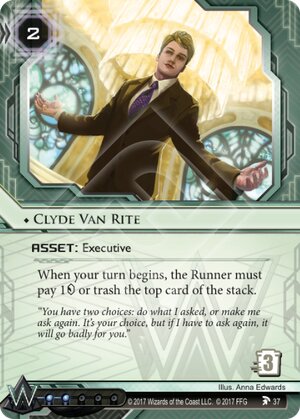 2
♦ Clyde Van Rite
ASSET: Executive
When your turn begins, the Runner must
pay 1 or trash the top card of the stack.
"You have two choices: do what I asked, or make me
ask again. It's your choice, but if I have to ask again, it
will go badly for you."
3
Illus. Anna Edwards
© 2017 Wizards of the Coast LLC. © 2017 FFG 37